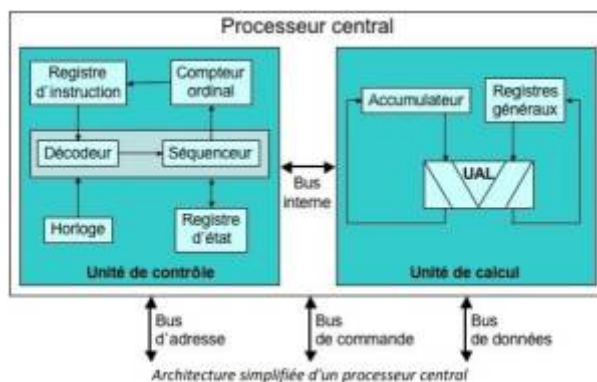 Processeur central
Registre
d'instruction
Compteur
ordinal
Décodeur
Séquenceur
Horloge
Registre
d'état
Unité de contrôle
Bus
interne
Accumulateur
Registres
généraux
UAL
Unité de calcul
Bus
d'adresse
Bus
de commande
Bus
de données
Architecture simplifiée d'un processeur central